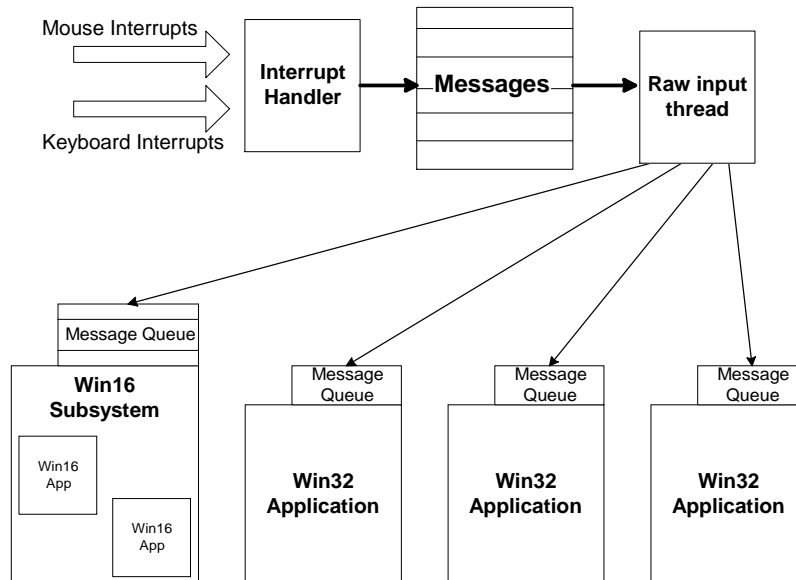 Mouse Interrupts
Keyboard Interrupts
Interrupt
Handler
Messages
Raw input
thread
Message Queue
Win16
Subsystem
Win16
App
Win16
App
Message
Queue
Win32
Application
Message
Queue
Win32
Application
Message
Queue
Win32
Application